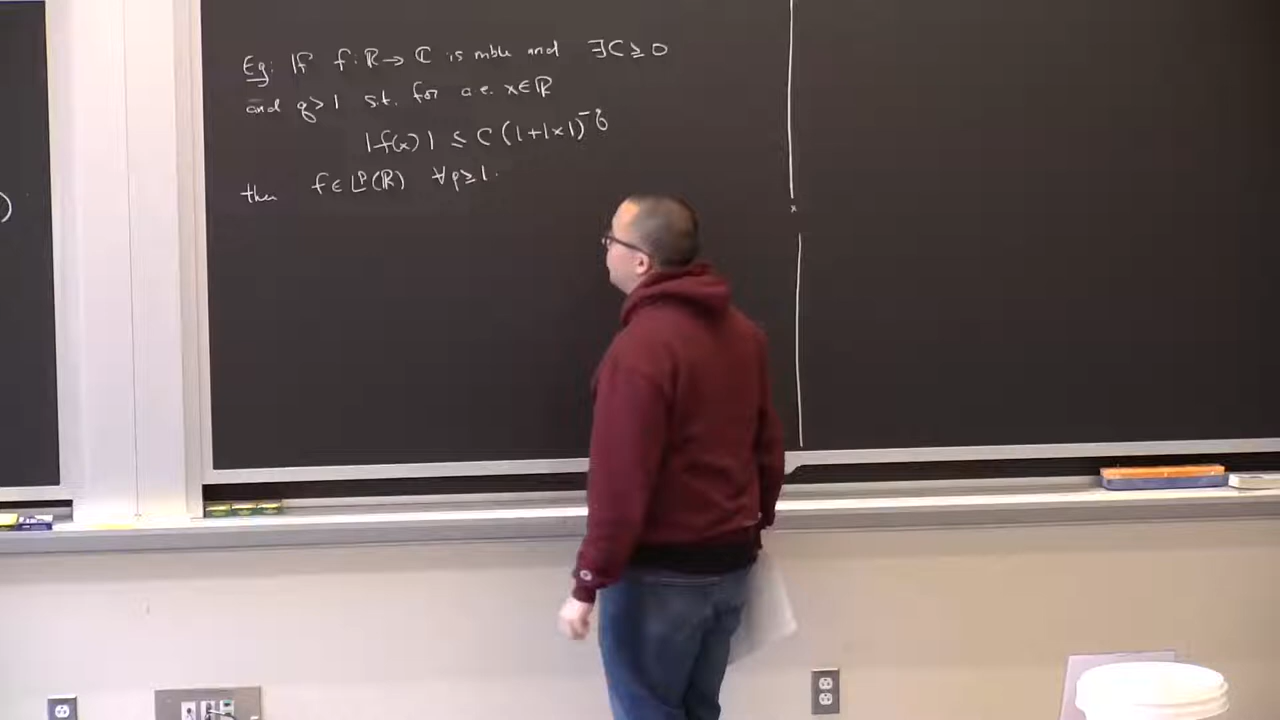 Eg: If f: ℝ → ℂ is mble and ∃C ≥ 0
and q > 1 s.t. for a.e. x ∈ ℝ
|f(x)| ≤ C (1+|x|)^{-q}
then f ∈ L^p(ℝ) ∀p ≥ 1.